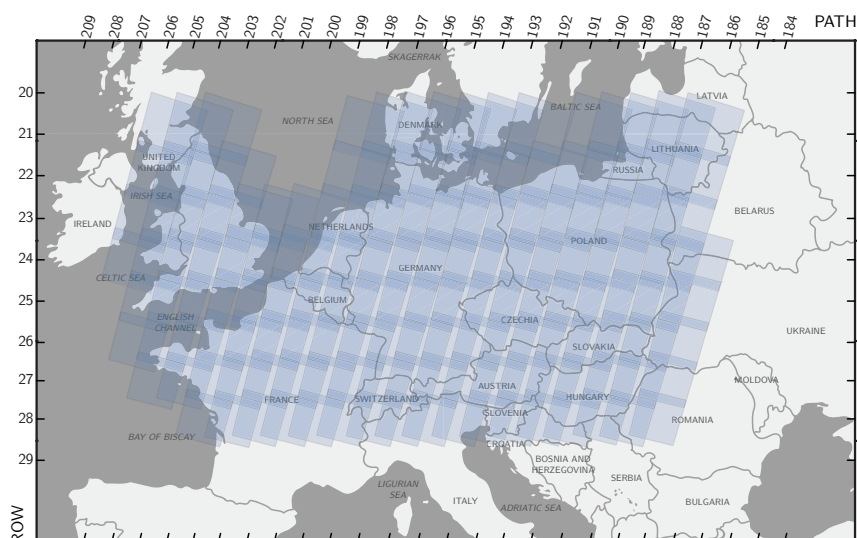 209 208 207 206 205 204 203 202 201 200 199 198 197 196 195 194 193 192 191 190 189 188 187 186 185 184 PATH
SKAGERRAK
20
LATVIA
NORTH SEA
BALTIC SEA
DENMARK
21
LITHUANIA
UNITED
KINGDOM
22
RUSSIA
IRISH SEA
23
IRELAND
NETHERLANDS
BELARUS
POLAND
24
GERMANY
CELTIC SEA
25
BELGIUM
ENGLISH
CHANNEL
CZECHIA
26
UKRAINE
SLOVAKIA
27
MOLDOVA
AUSTRIA
FRANCE
SWITZERLAND
HUNGARY
28
SLOVENIA
ROMANIA
BAY OF BISCAY
CROATIA
29
BOSNIA AND
HERZEGOVINA
SERBIA
LIGURIAN
SEA
ITALY
ADRIATIC SEA
BULGARIA
ROW